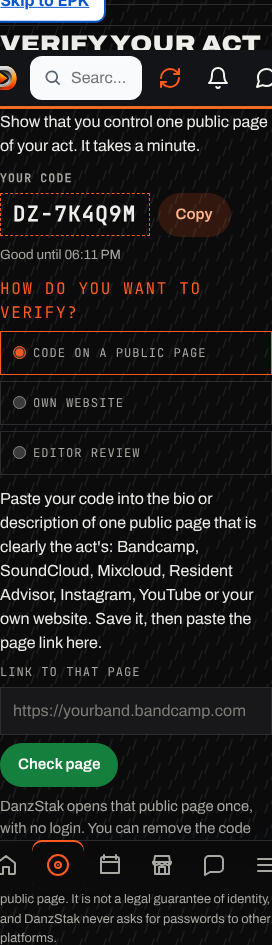 Skip to EPK
VERIFY YOUR ACT
Search...
Show that you control one public page
of your act. It takes a minute.
YOUR CODE
DZ-7K4Q9M
Copy
Good until 06:11 PM
HOW DO YOU WANT TO
VERIFY?
CODE ON A PUBLIC PAGE
OWN WEBSITE
EDITOR REVIEW
Paste your code into the bio or
description of one public page that is
clearly the act's: Bandcamp,
SoundCloud, Mixcloud, Resident
Advisor, Instagram, YouTube or your
own website. Save it, then paste the
page link here.
LINK TO THAT PAGE
https://yourband.bandcamp.com
Check page
DanzStak opens that public page once,
with no login. You can remove the code
public page. It is not a legal guarantee of identity,
and DanzStak never asks for passwords to other
platforms.